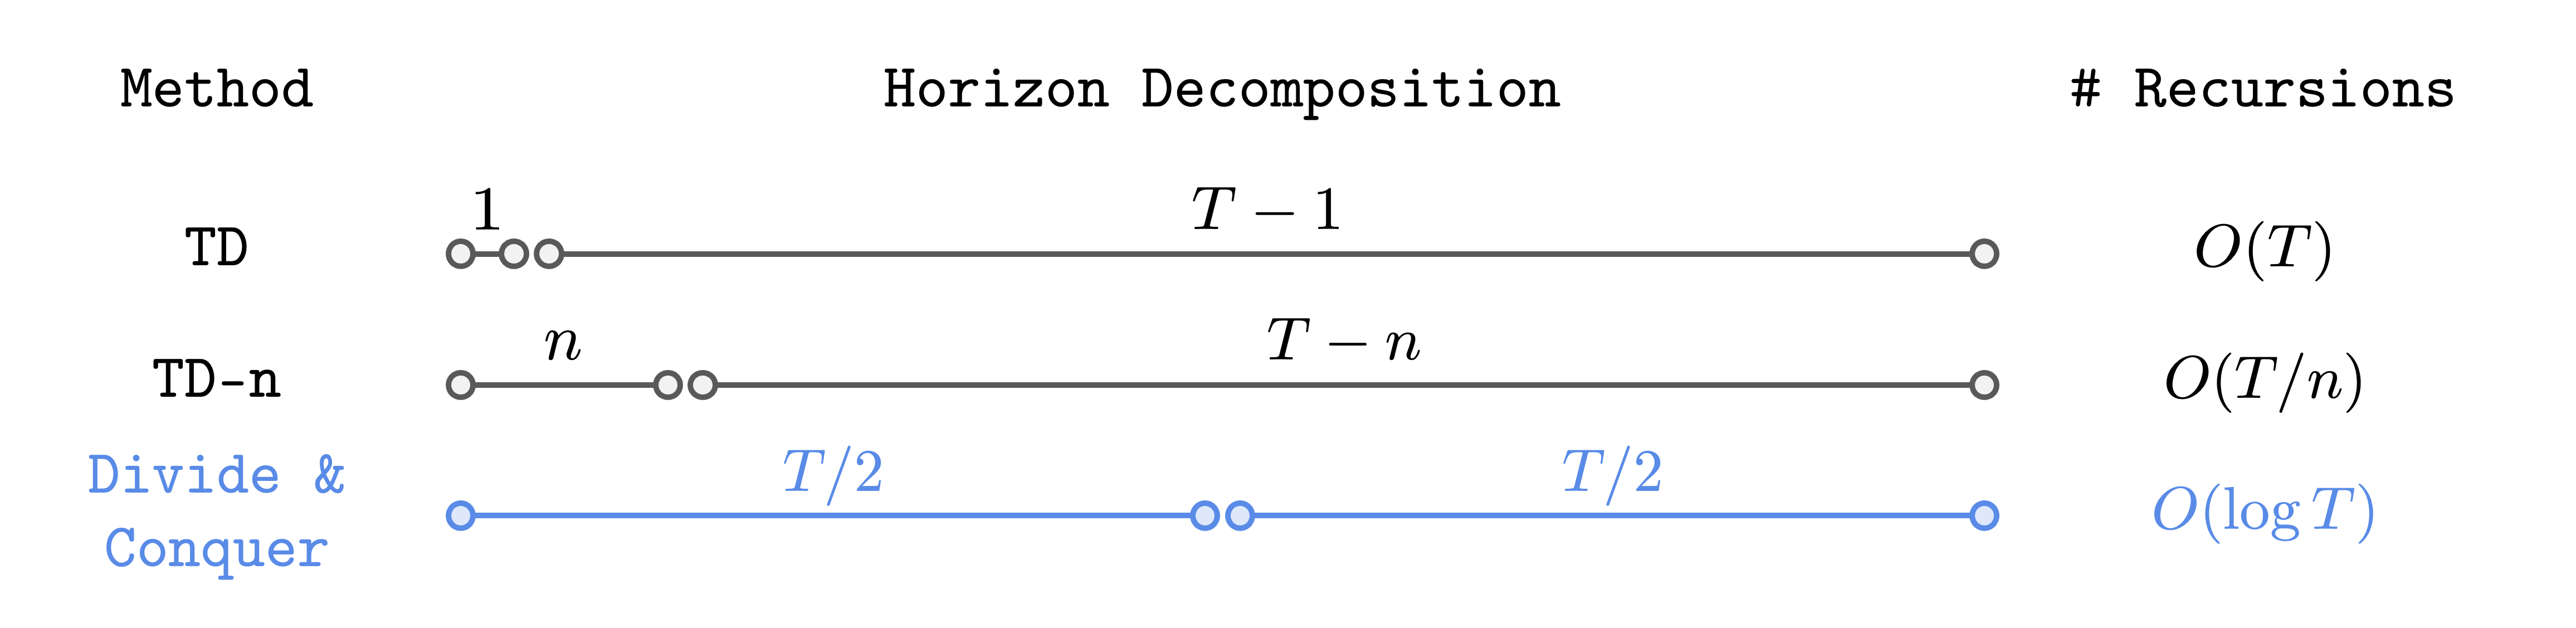 Method Horizon Decomposition # Recursions
1 T − 1
TD O(T)
n T − n
TD-n O(T/n)
Divide & T/2 T/2
Conquer O(log T)